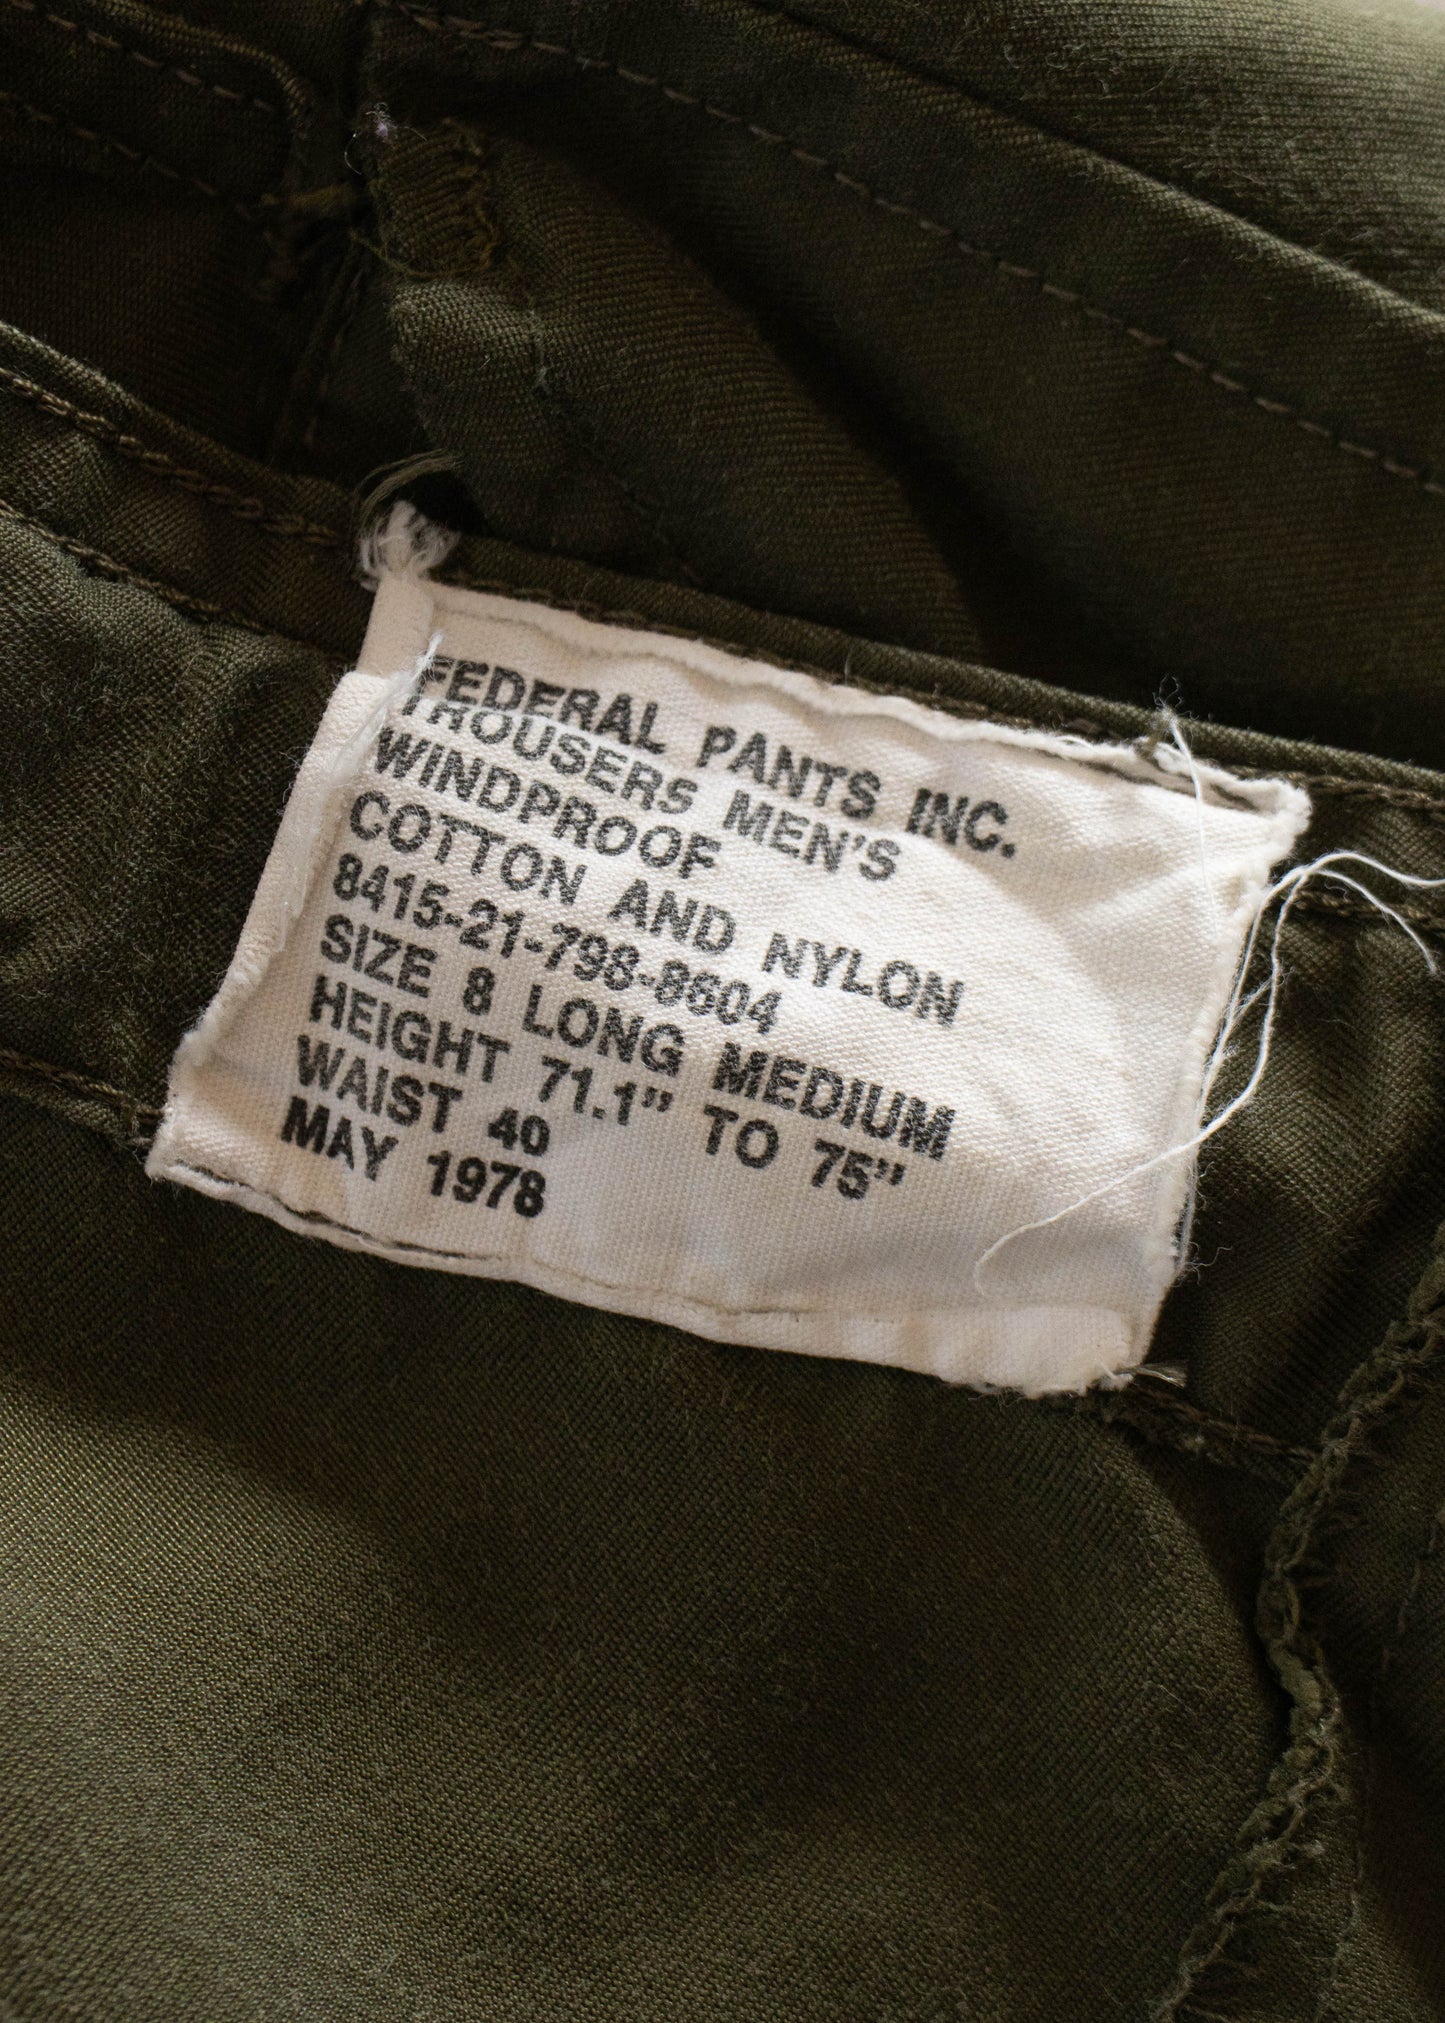 FEDERAL PANTS INC.
TROUSERS MEN'S
WINDPROOF
COTTON AND NYLON
8415-21-798-8604
SIZE 8 LONG MEDIUM
HEIGHT 71.1" TO 75"
WAIST 40
MAY 1978